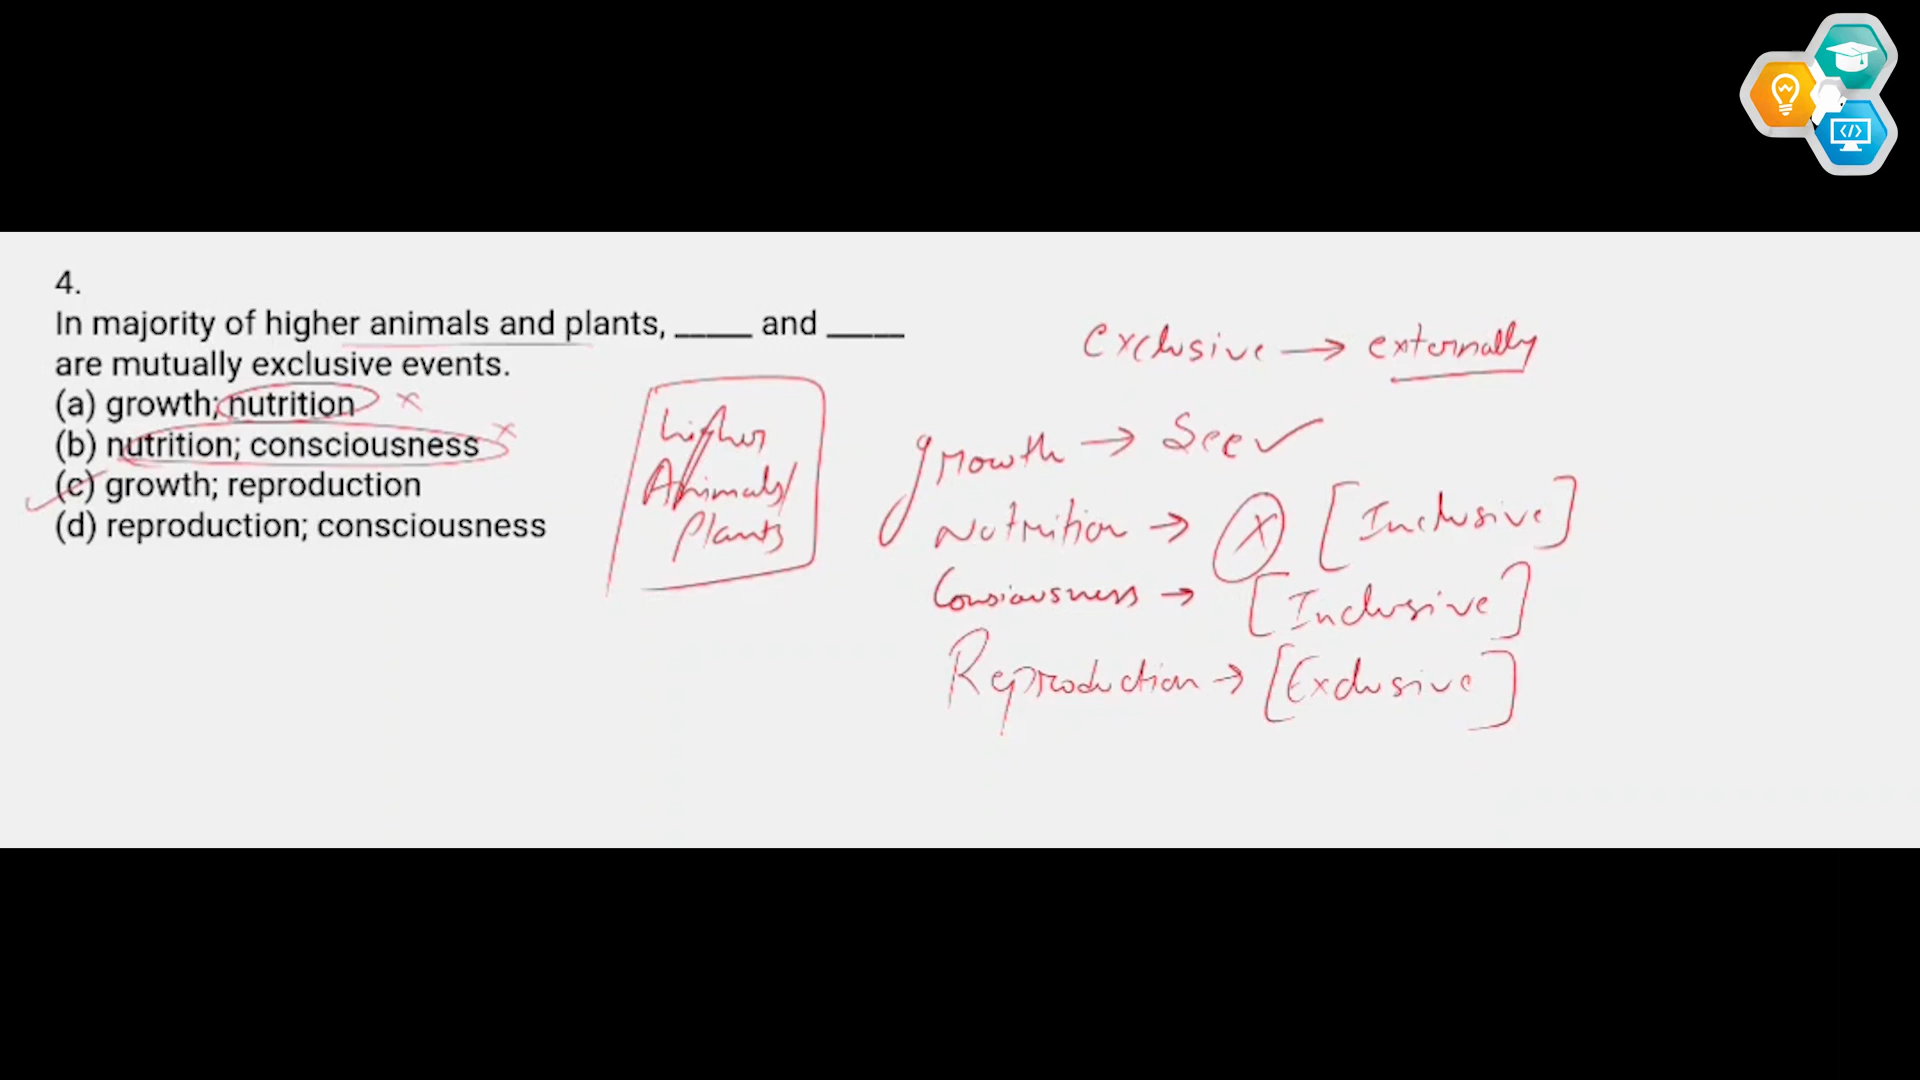 4.
In majority of higher animals and plants, _____ and _____
are mutually exclusive events.
(a) growth; nutrition x
(b) nutrition; consciousness x
(c) growth; reproduction
(d) reproduction; consciousness
higher
Animals/
Plants
Exclusive → externally
growth → See ✓
Nutrition → X [Inclusive]
Consiousness → [Inclusive]
Reproduction → [Exclusive]